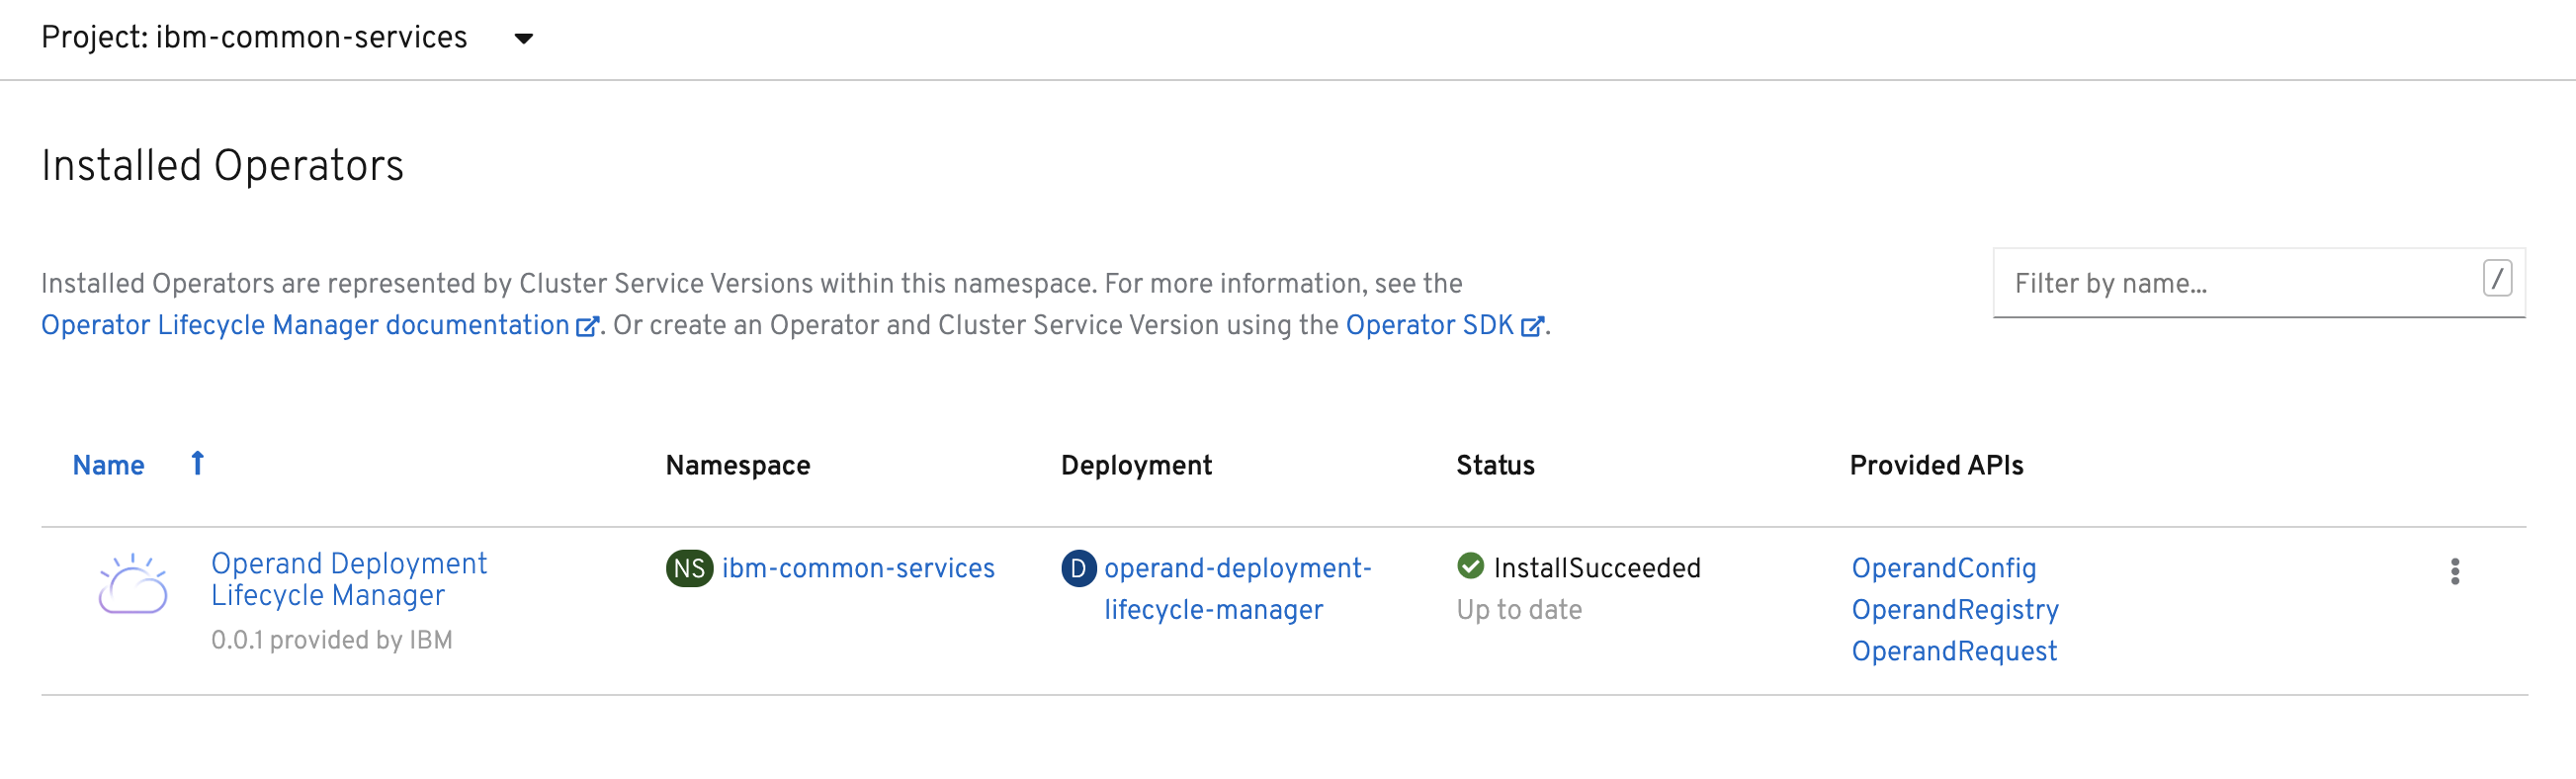 Project: ibm-common-services
Installed Operators
Installed Operators are represented by Cluster Service Versions within this namespace. For more information, see the
Operator Lifecycle Manager documentation. Or create an Operator and Cluster Service Version using the Operator SDK.
Filter by name...
/
Name Namespace Deployment Status Provided APIs
Operand Deployment
Lifecycle Manager
0.0.1 provided by IBM
NS ibm-common-services
D operand-deployment-
lifecycle-manager
InstallSucceeded
Up to date
OperandConfig
OperandRegistry
OperandRequest